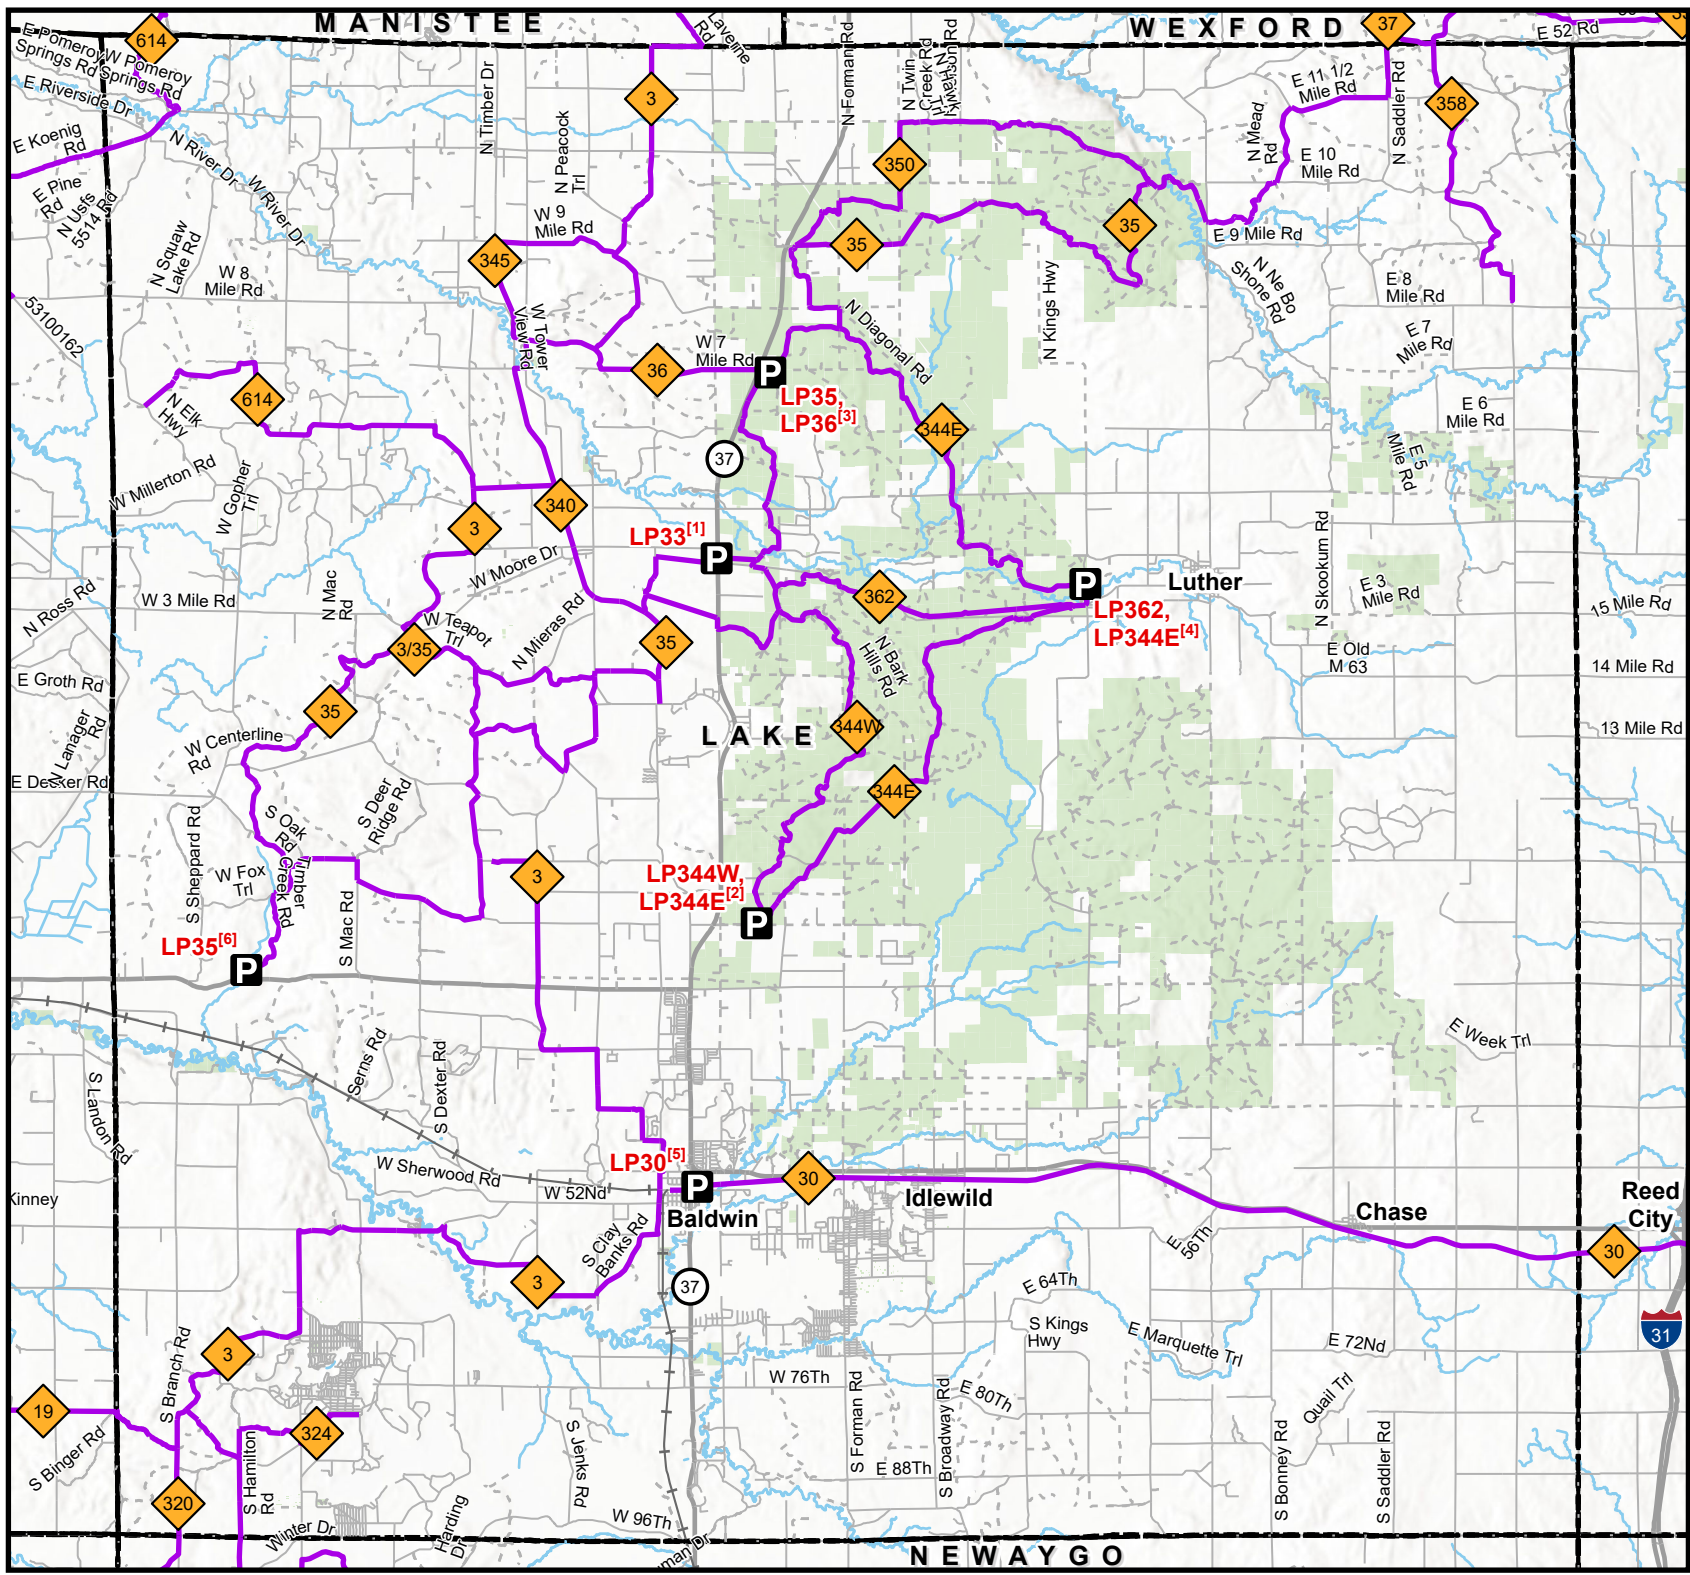 MANISTEE
WEXFORD
614
37
E 52 Rd
Laveline
Rd
E Pomeroy
Springs Rd
W Pomeroy
Springs Rd
E Riverside Dr
3
N Forman Rd
N Twin
Creek Rd
E 11 1/2
Mile Rd
358
N Timber Dr
N Saddler Rd
E Koenig
Rd
N River Dr
N Peacock
Trl
350
N Mead
Rd
E 10
Mile Rd
E Pine
Rd
N Usfs
5514 Rd
W River Dr
W 9
Mile Rd
35
35
E 9 Mile Rd
N Squaw
Lake Rd
345
W 8
Mile Rd
N Kings Hwy
N Ne Bo
Shone Rd
E 8
Mile Rd
53100162
W Tower
View Rd
N Diagonal Rd
W 7
Mile Rd
E 7
Mile Rd
36
P
LP35,
LP36[3]
614
N Elk
Hwy
344E
E 6
Mile Rd
37
E 5
Mile Rd
W Millerton Rd
W Gopher
Trl
340
3
LP33[1]
P
N Skookum Rd
W Moore Dr
P
Luther
N Ross Rd
W 3 Mile Rd
N Mac
Rd
362
LP362,
LP344E[4]
E 3
Mile Rd
15 Mile Rd
N Mieras Rd
W Teapot
Trl
3/35
35
N Bark
Hills Rd
E Old
M 63
14 Mile Rd
E Groth Rd
35
N Lanager
Rd
W Centerline
Rd
LAKE
344W
13 Mile Rd
E Decker Rd
344E
S Deer
Ridge Rd
S Oak
Rd
S Sheppard Rd
W Fox
Trl
Timber
Creek Rd
3
LP344W,
LP344E[2]
P
S Mac Rd
LP35[6]
P
E Week Trl
Serns Rd
S Dexter Rd
S Landon Rd
W Sherwood Rd
LP30[5]
P
30
W 52Nd
Idlewild
Kinney
Baldwin
Chase
Reed
City
30
S Clay
Banks Rd
E 56Th
3
37
E 64Th
S Kings
Hwy
E Marquette Trl
E 72Nd
31
3
S Branch Rd
W 76Th
E 80Th
Quail Trl
19
324
S Binger Rd
S Hamilton
Rd
S Jenks Rd
S Forman Rd
S Broadway Rd
E 88Th
S Bonney Rd
S Saddler Rd
320
Winter Dr
Harding
Dr
W 96Th
NEWAYGO